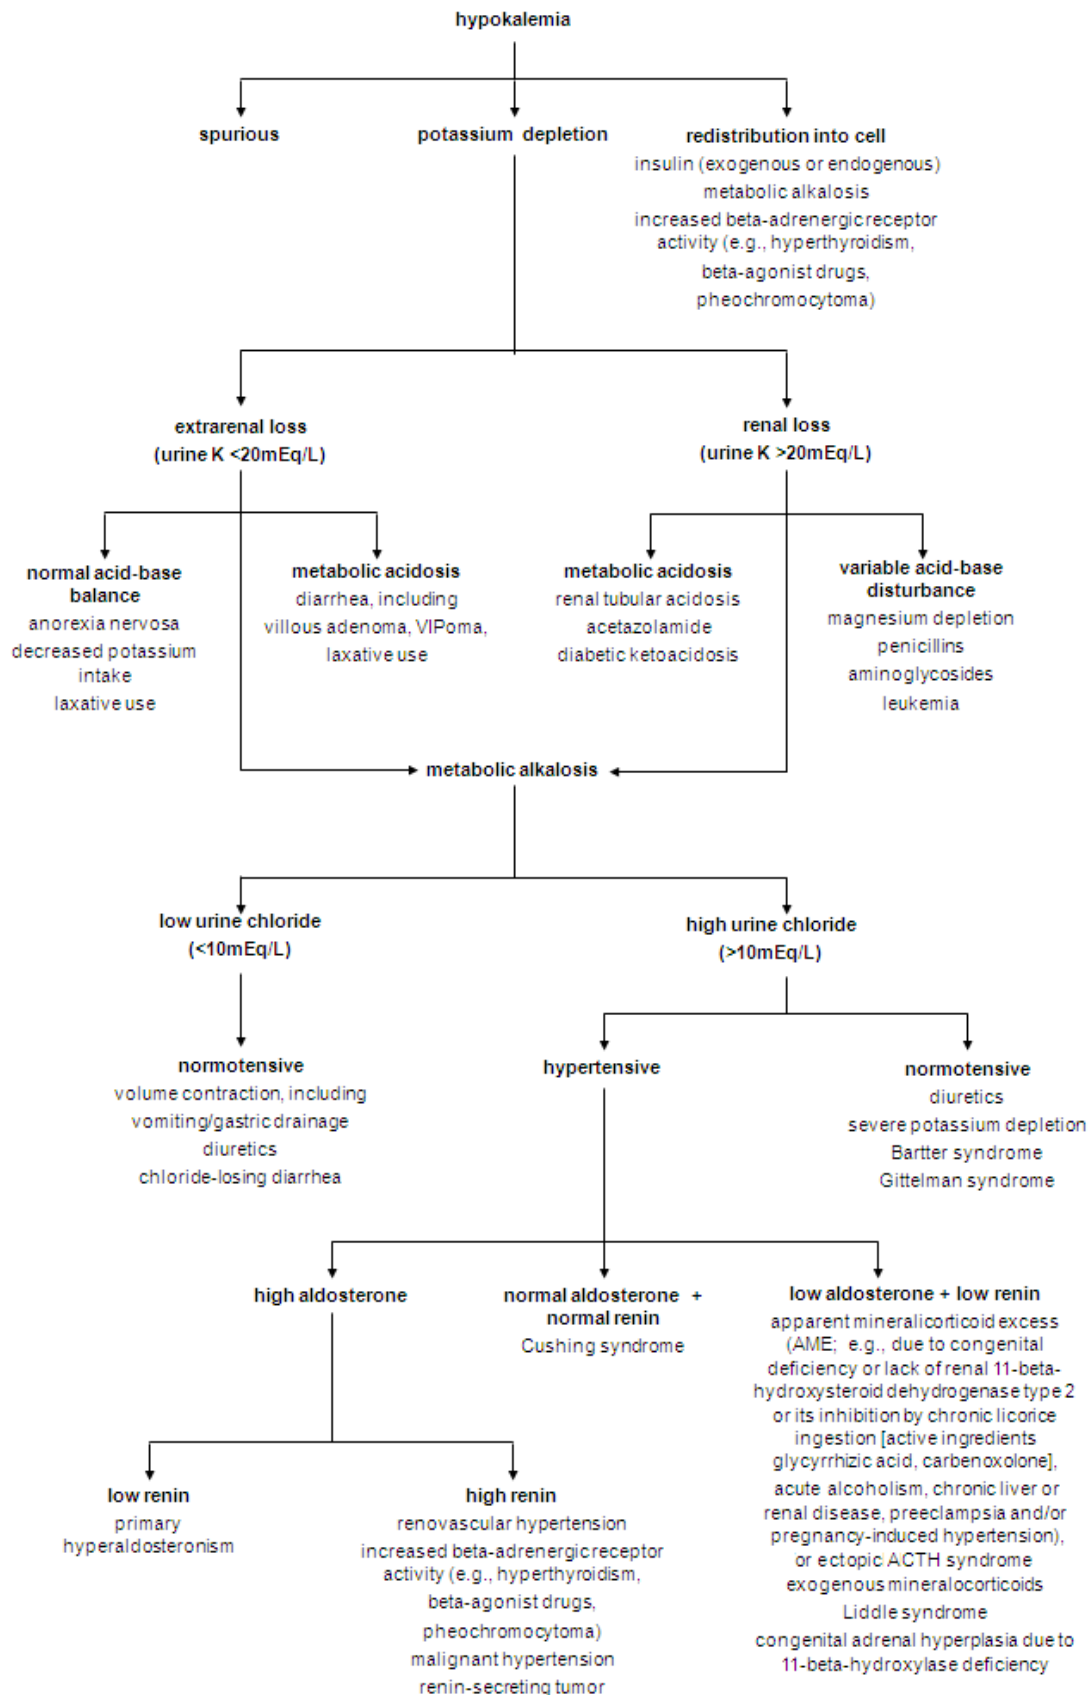 hypokalemia
spurious
potassium depletion
redistribution into cell
insulin (exogenous or endogenous)
metabolic alkalosis
increased beta-adrenergic receptor
activity (e.g., hyperthyroidism,
beta-agonist drugs,
pheochromocytoma)
extrarenal loss
(urine K <20mEq/L)
renal loss
(urine K >20mEq/L)
normal acid-base
balance
anorexia nervosa
decreased potassium
intake
laxative use
metabolic acidosis
diarrhea, including
villous adenoma, VIPoma,
laxative use
metabolic acidosis
renal tubular acidosis
acetazolamide
diabetic ketoacidosis
variable acid-base
disturbance
magnesium depletion
penicillins
aminoglycosides
leukemia
metabolic alkalosis
low urine chloride
(<10mEq/L)
high urine chloride
(>10mEq/L)
normotensive
volume contraction, including
vomiting/gastric drainage
diuretics
chloride-losing diarrhea
hypertensive
normotensive
diuretics
severe potassium depletion
Bartter syndrome
Gittelman syndrome
high aldosterone
normal aldosterone +
normal renin
Cushing syndrome
low aldosterone + low renin
apparent mineralicorticoid excess
(AME; e.g., due to congenital
deficiency or lack of renal 11-beta-
hydroxysteroid dehydrogenase type 2
or its inhibition by chronic licorice
ingestion [active ingredients
glycyrrhizic acid, carbenoxolone],
acute alcoholism, chronic liver or
renal disease, preeclampsia and/or
pregnancy-induced hypertension),
or ectopic ACTH syndrome
exogenous mineralocorticoids
Liddle syndrome
congenital adrenal hyperplasia due to
11-beta-hydroxylase deficiency
low renin
primary
hyperaldosteronism
high renin
renovascular hypertension
increased beta-adrenergic receptor
activity (e.g., hyperthyroidism,
beta-agonist drugs,
pheochromocytoma)
malignant hypertension
renin-secreting tumor